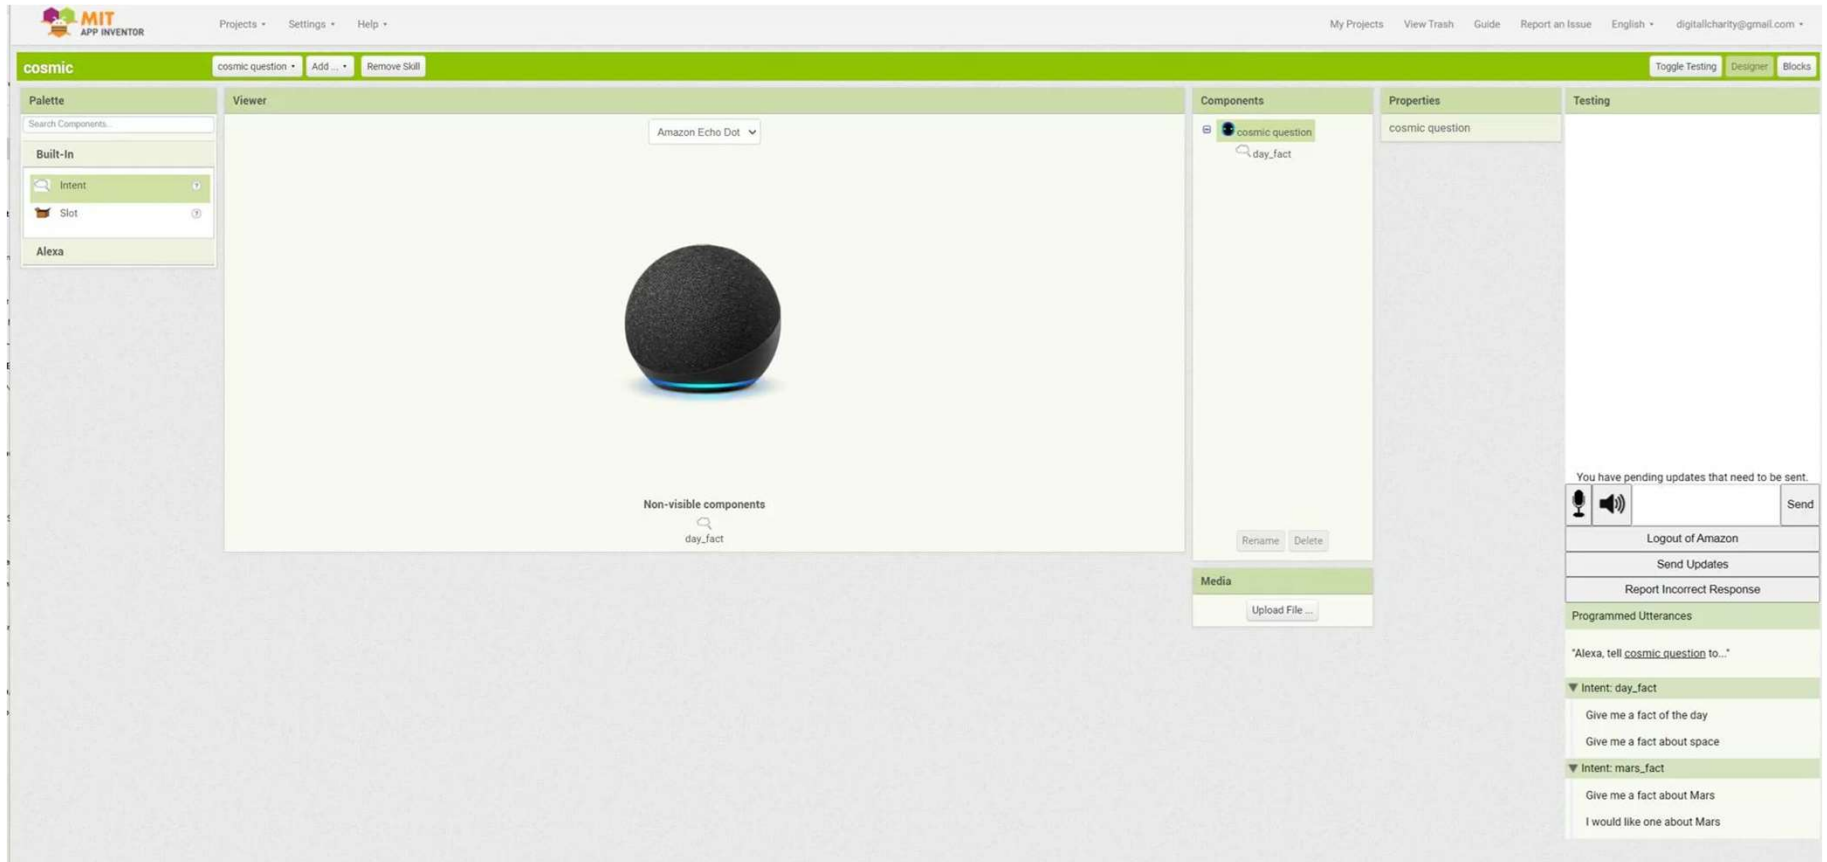 MIT
APP INVENTOR
Projects
Settings
Help
My Projects
View Trash
Guide
Report an Issue
English
digitallcharity@gmail.com
cosmic
cosmic question
Add ...
Remove Skill
Toggle Testing
Designer
Blocks
Palette
Search Components...
Built-In
Intent
Slot
Alexa
Viewer
Amazon Echo Dot
Non-visible components
day_fact
Components
cosmic question
day_fact
Rename
Delete
Media
Upload File ...
Properties
cosmic question
Testing
You have pending updates that need to be sent.
Send
Logout of Amazon
Send Updates
Report Incorrect Response
Programmed Utterances
"Alexa, tell cosmic question to..."
Intent: day_fact
Give me a fact of the day
Give me a fact about space
Intent: mars_fact
Give me a fact about Mars
I would like one about Mars